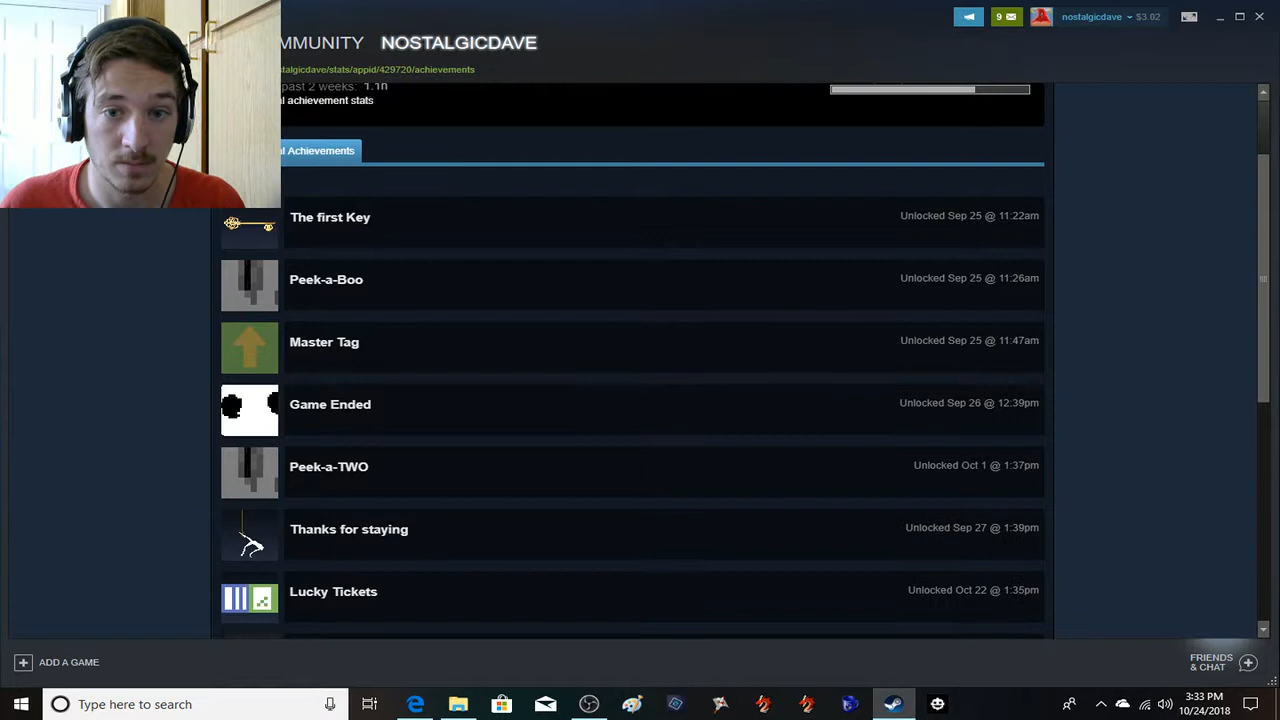 9
nostalgicdave
$3.02
MMUNITY NOSTALGICDAVE
stalgicdave/stats/appid/429720/achievements
past 2 weeks: 1.1h
al achievement stats
al Achievements
The first Key
Unlocked Sep 25 @ 11:22am
Peek-a-Boo
Unlocked Sep 25 @ 11:26am
Master Tag
Unlocked Sep 25 @ 11:47am
Game Ended
Unlocked Sep 26 @ 12:39pm
Peek-a-TWO
Unlocked Oct 1 @ 1:37pm
Thanks for staying
Unlocked Sep 27 @ 1:39pm
Lucky Tickets
Unlocked Oct 22 @ 1:35pm
ADD A GAME
FRIENDS
& CHAT
Type here to search
3:33 PM
10/24/2018